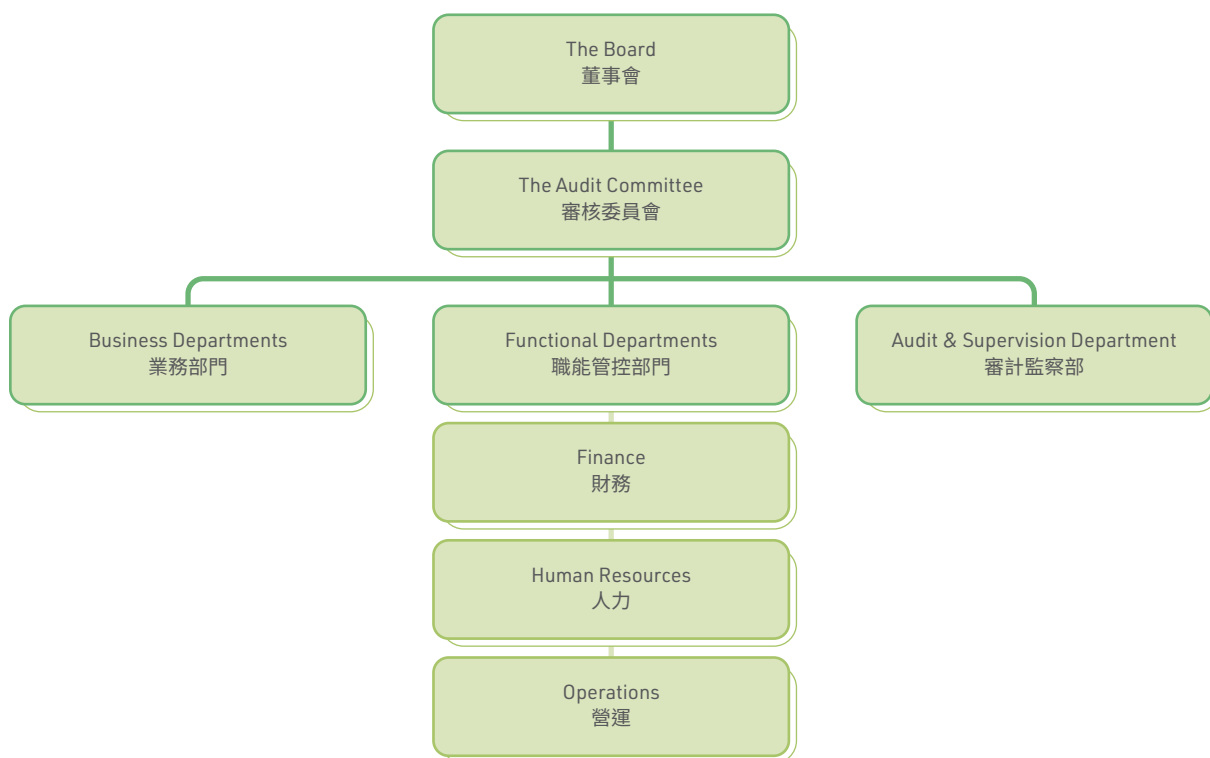 The Board
董事會
The Audit Committee
審核委員會
Business Departments
業務部門
Functional Departments
職能管控部門
Audit & Supervision Department
審計監察部
Finance
財務
Human Resources
人力
Operations
營運